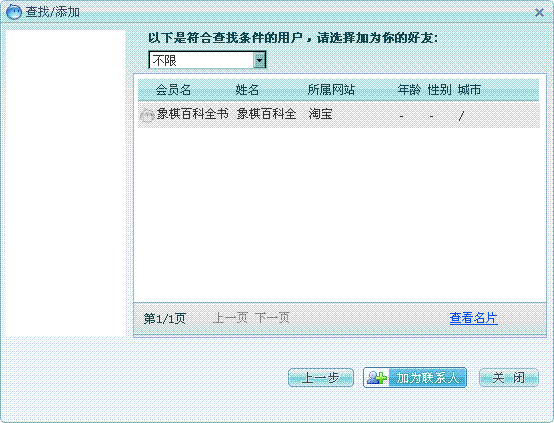 查找/添加
以下是符合查找条件的用户，请选择加为你的好友:
不限
会员名 姓名 所属网站 年龄 性别 城市
象棋百科全书 象棋百科全 淘宝 - - /
第1/1页 上一页 下一页 查看名片
上一步 加为联系人 关 闭